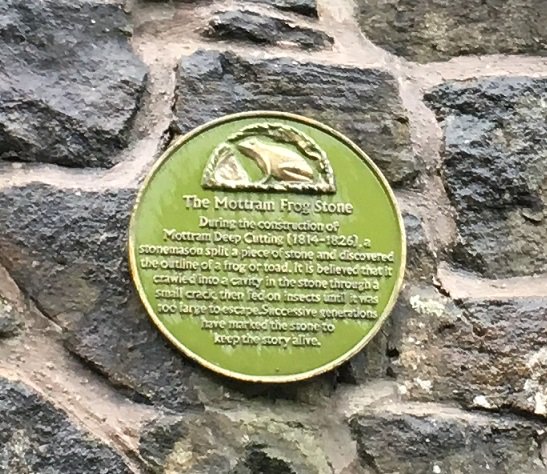 The Mottram Frog Stone
During the construction of
Mottram Deep Cutting (1814-1826), a
stonemason split a piece of stone and discovered
the outline of a frog or toad. It is believed that it
crawled into a cavity in the stone through a
small crack, then fed on insects until it was
too large to escape. Successive generations
have marked the stone to
keep the story alive.